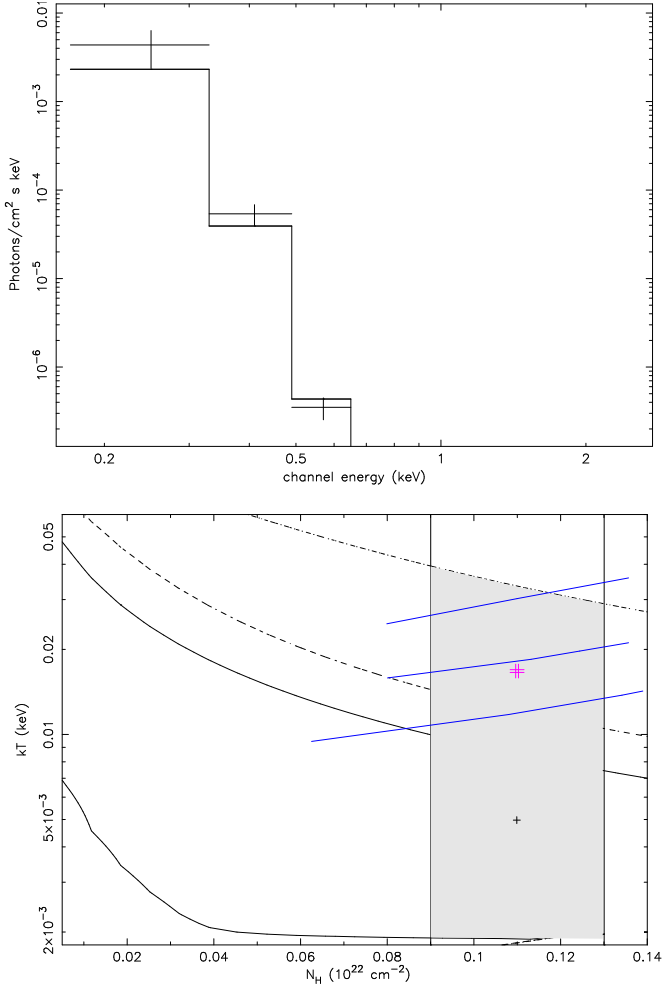 0.01
10⁻³
10⁻⁴
10⁻⁶
Photons/cm² s keV
0.2 0.5 1 2
channel energy (keV)
0.05
0.02
0.01
5×10⁻³
2×10⁻³
kT (keV)
0.02 0.04 0.06 0.08 0.1 0.12 0.14
N_H (10²² cm⁻²)